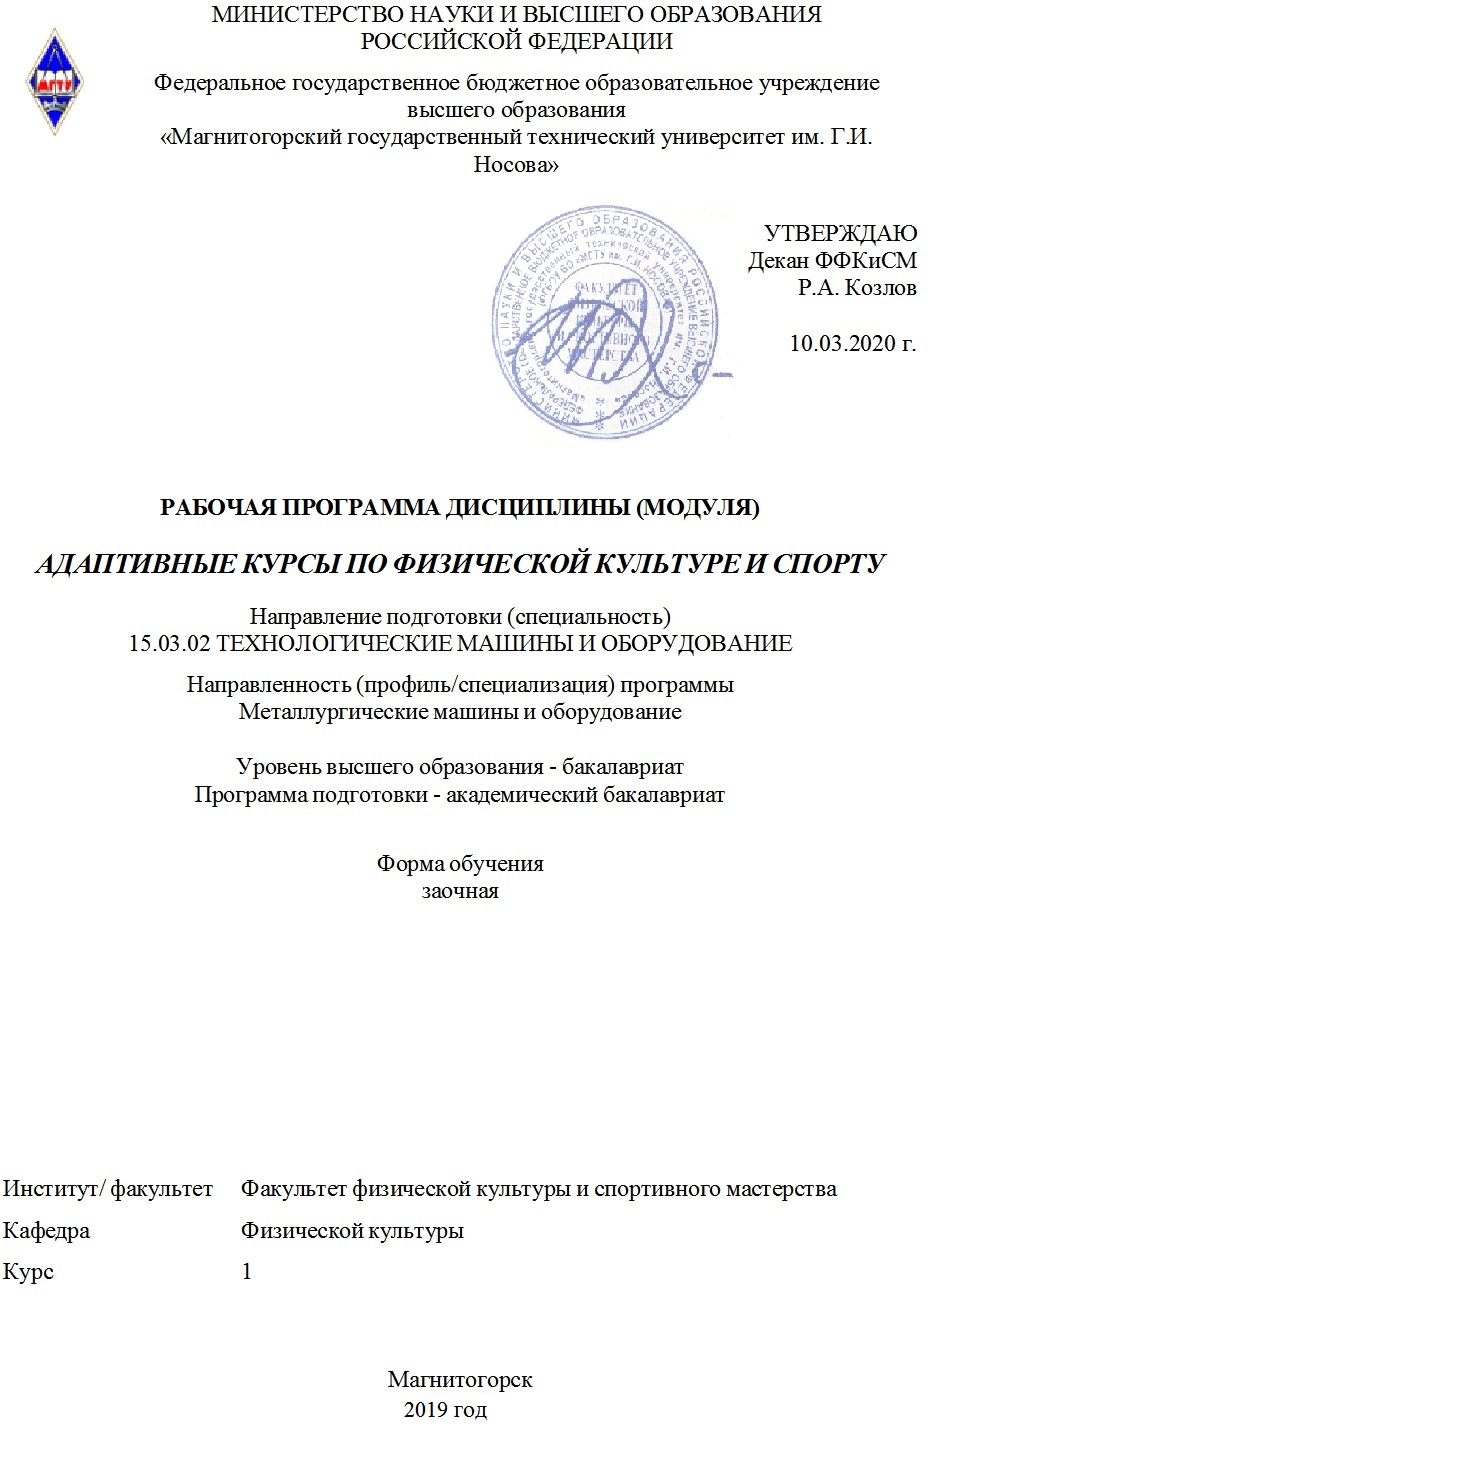 МИНИСТЕРСТВО НАУКИ И ВЫСШЕГО ОБРАЗОВАНИЯ
РОССИЙСКОЙ ФЕДЕРАЦИИ
МГТУ
Федеральное государственное бюджетное образовательное учреждение
высшего образования
«Магнитогорский государственный технический университет им. Г.И.
Носова»
УТВЕРЖДАЮ
Декан ФФКиСМ
Р.А. Козлов
10.03.2020 г.
РАБОЧАЯ ПРОГРАММА ДИСЦИПЛИНЫ (МОДУЛЯ)
АДАПТИВНЫЕ КУРСЫ ПО ФИЗИЧЕСКОЙ КУЛЬТУРЕ И СПОРТУ
Направление подготовки (специальность)
15.03.02 ТЕХНОЛОГИЧЕСКИЕ МАШИНЫ И ОБОРУДОВАНИЕ
Направленность (профиль/специализация) программы
Металлургические машины и оборудование
Уровень высшего образования - бакалавриат
Программа подготовки - академический бакалавриат
Форма обучения
заочная
Институт/ факультет Факультет физической культуры и спортивного мастерства
Кафедра Физической культуры
Курс 1
Магнитогорск
2019 год